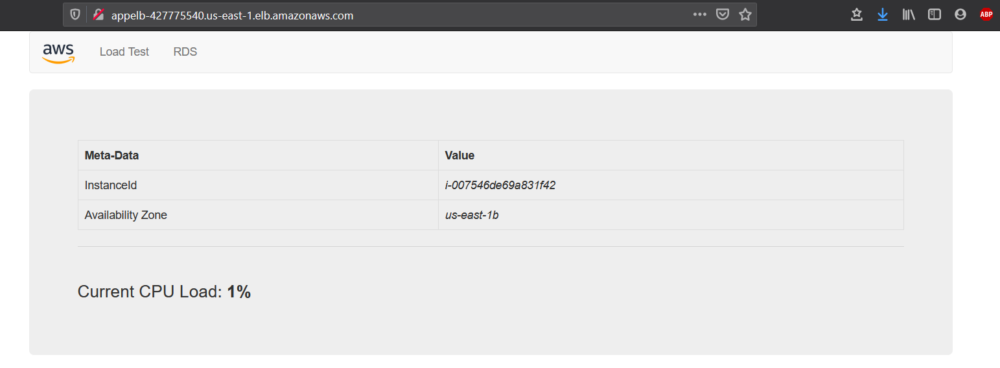 appelb-427775540.us-east-1.elb.amazonaws.com
ABP
aws Load Test RDS
Meta-Data Value
InstanceId i-007546de69a831f42
Availability Zone us-east-1b
Current CPU Load: 1%